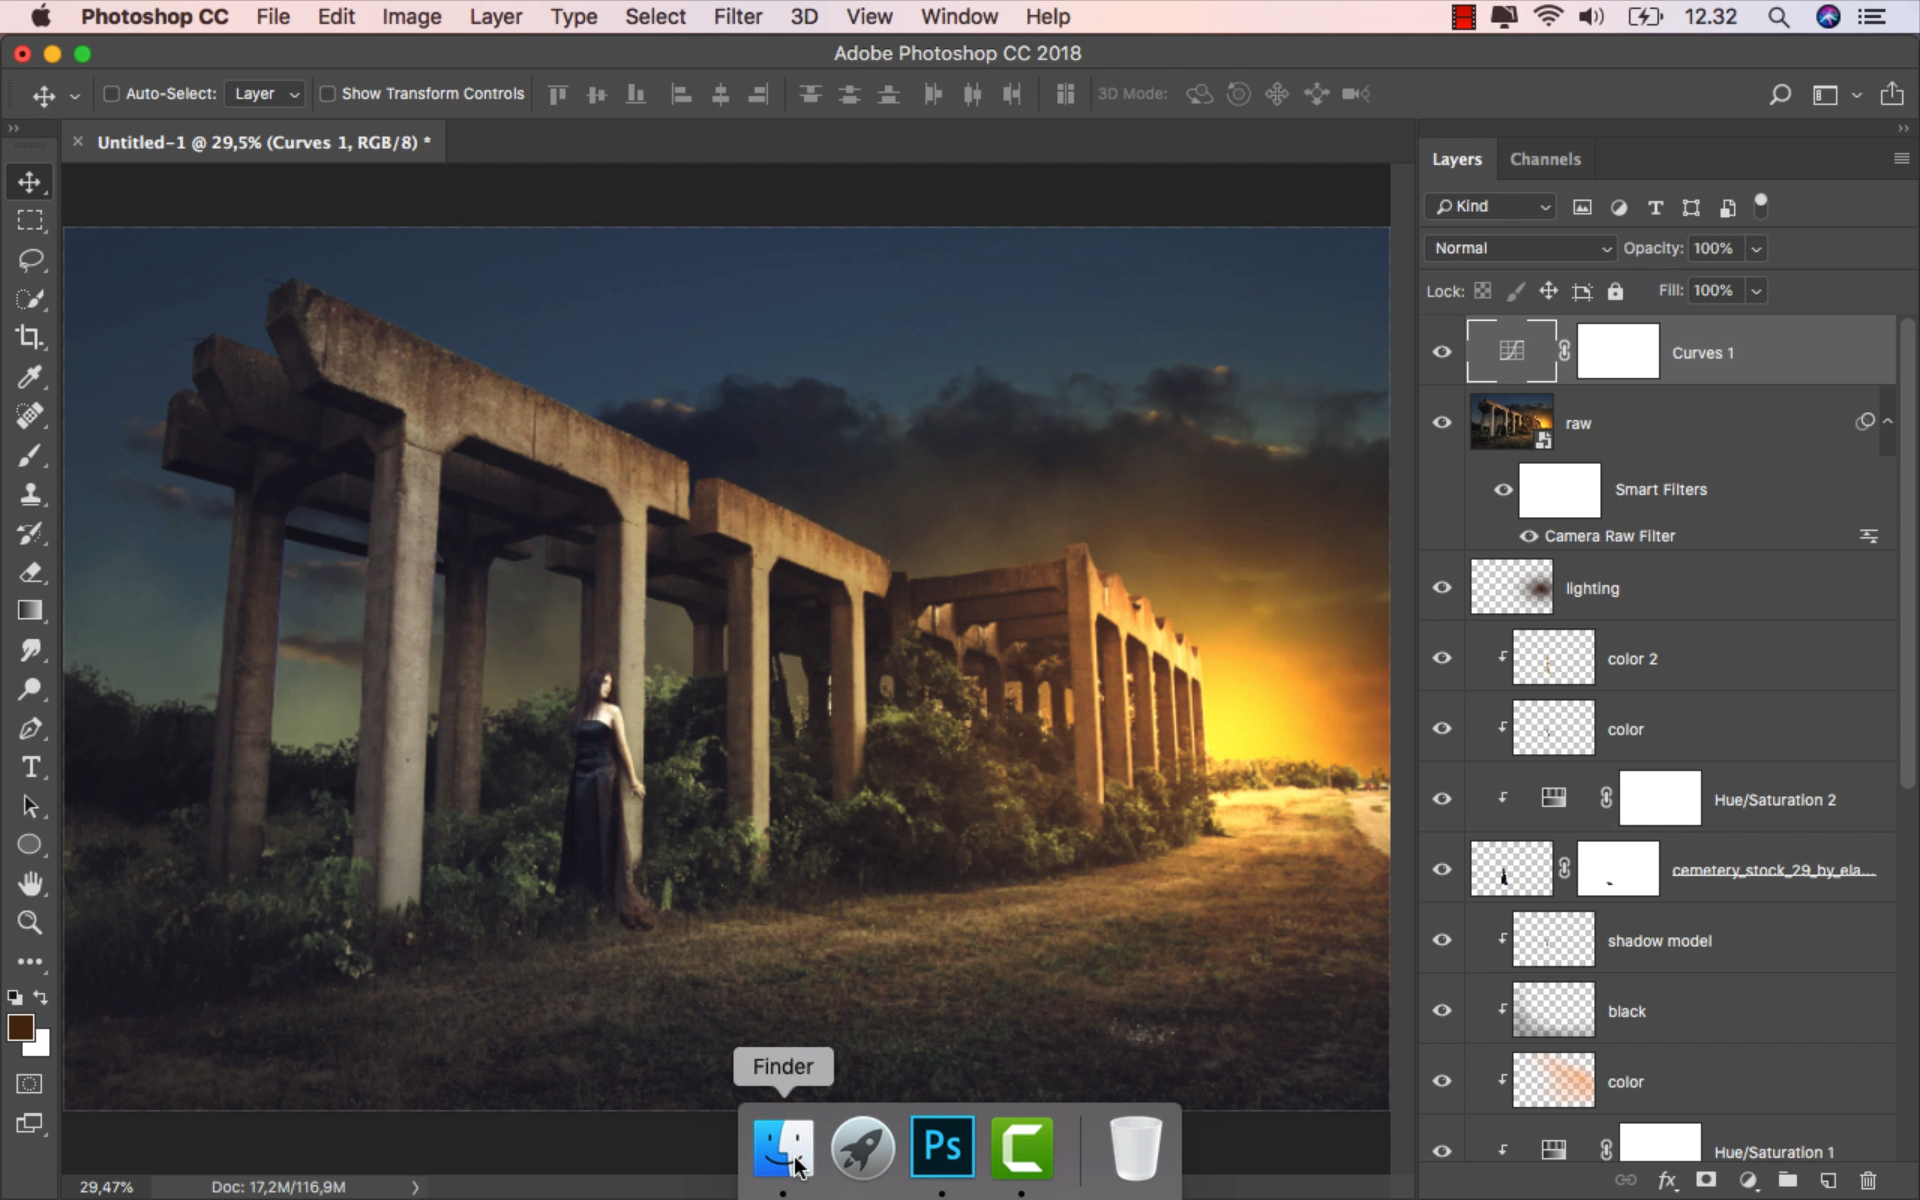 Photoshop CC File Edit Image Layer Type Select Filter 3D View Window Help 12.32
Adobe Photoshop CC 2018
Auto-Select: Layer Show Transform Controls 3D Mode:
Untitled-1 @ 29,5% (Curves 1, RGB/8) *
Layers Channels
Kind
Normal Opacity: 100%
Lock: Fill: 100%
Curves 1
raw
Smart Filters
Camera Raw Filter
lighting
color 2
color
Hue/Saturation 2
cemetery_stock_29_by_ela...
shadow model
black
color
Hue/Saturation 1
Finder
Ps
29,47% Doc: 17,2M/116,9M
fx